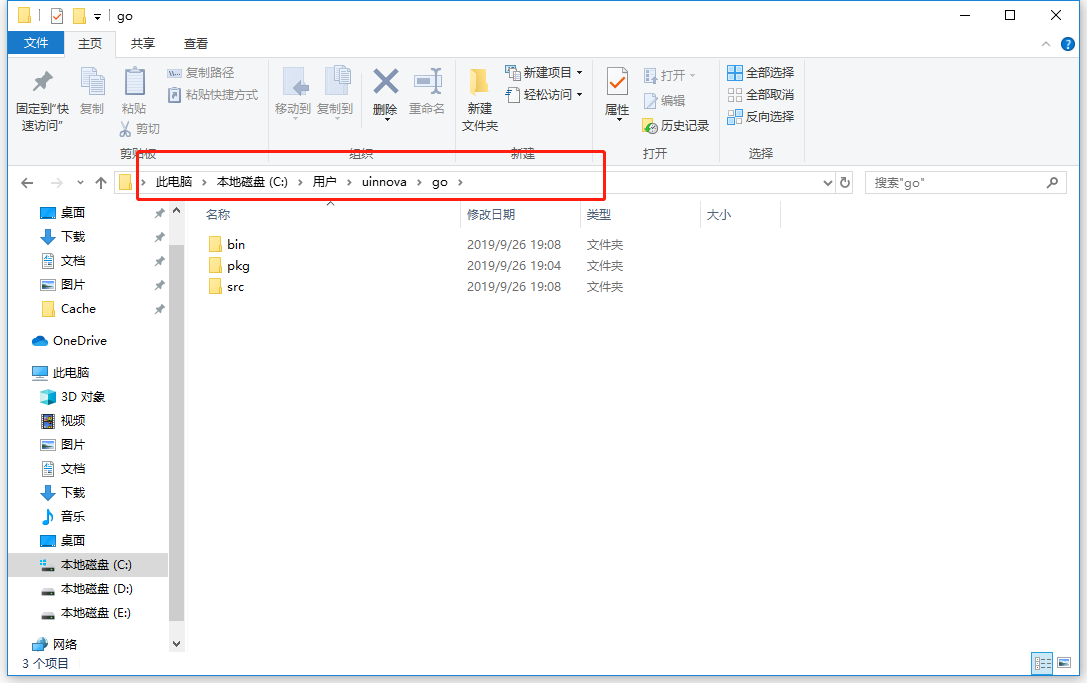 go
文件 主页 共享 查看
固定到"快速访问"
复制
粘贴
复制路径
粘贴快捷方式
剪切
剪贴板
移动到
复制到
删除
重命名
组织
新建文件夹
新建项目
轻松访问
新建
属性
打开
编辑
历史记录
打开
全部选择
全部取消
反向选择
选择
此电脑 > 本地磁盘 (C:) > 用户 > uinnova > go >
搜索"go"
桌面
下载
文档
图片
Cache
OneDrive
此电脑
3D 对象
视频
图片
文档
下载
音乐
桌面
本地磁盘 (C:)
本地磁盘 (D:)
本地磁盘 (E:)
网络
名称 修改日期 类型 大小
bin 2019/9/26 19:08 文件夹
pkg 2019/9/26 19:04 文件夹
src 2019/9/26 19:08 文件夹
3 个项目